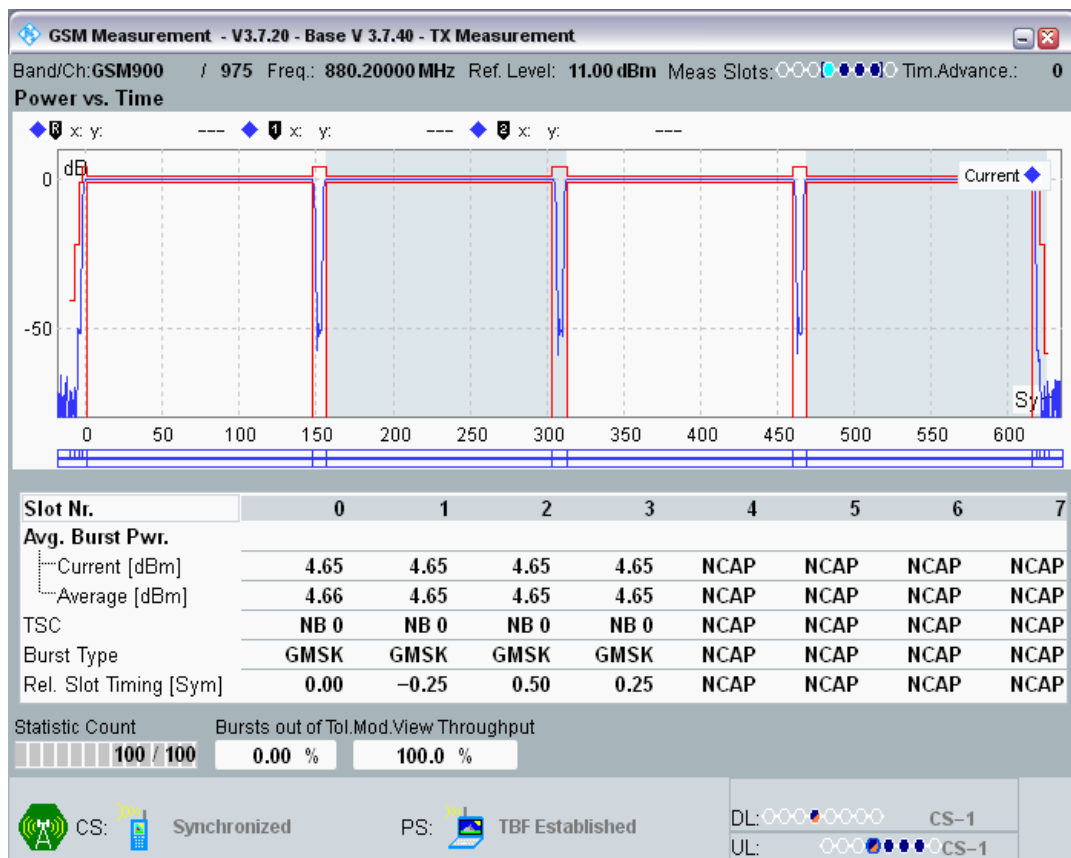 GSM Measurement - V3.7.20 - Base V 3.7.40 - TX Measurement
Band/Ch:GSM900 / 975 Freq.: 880.20000 MHz Ref. Level: 11.00 dBm Meas Slots: Tim.Advance.: 0
Power vs. Time
R x: y: --- 1 x: y: --- 2 x: y: ---
dB
Current
0
-50
Sy
0 50 100 150 200 250 300 350 400 450 500 550 600
Slot Nr. 0 1 2 3 4 5 6 7
Avg. Burst Pwr.
Current [dBm] 4.65 4.65 4.65 4.65 NCAP NCAP NCAP NCAP
Average [dBm] 4.66 4.65 4.65 4.65 NCAP NCAP NCAP NCAP
TSC NB 0 NB 0 NB 0 NB 0 NCAP NCAP NCAP NCAP
Burst Type GMSK GMSK GMSK GMSK NCAP NCAP NCAP NCAP
Rel. Slot Timing [Sym] 0.00 −0.25 0.50 0.25 NCAP NCAP NCAP NCAP
Statistic Count Bursts out of Tol.Mod.View Throughput
100 / 100 0.00 % 100.0 %
CS: Synchronized PS: TBF Established
DL: CS−1
UL: CS−1